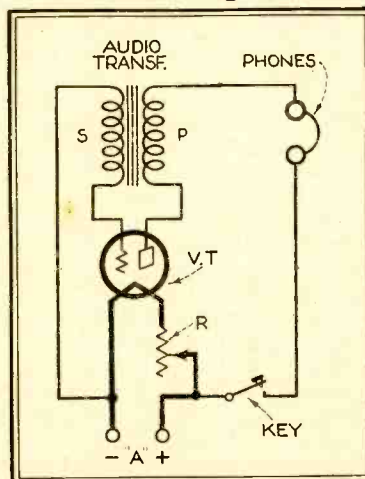 AUDIO
TRANSF.
PHONES
S
P
V.T
R
KEY
- "A" +